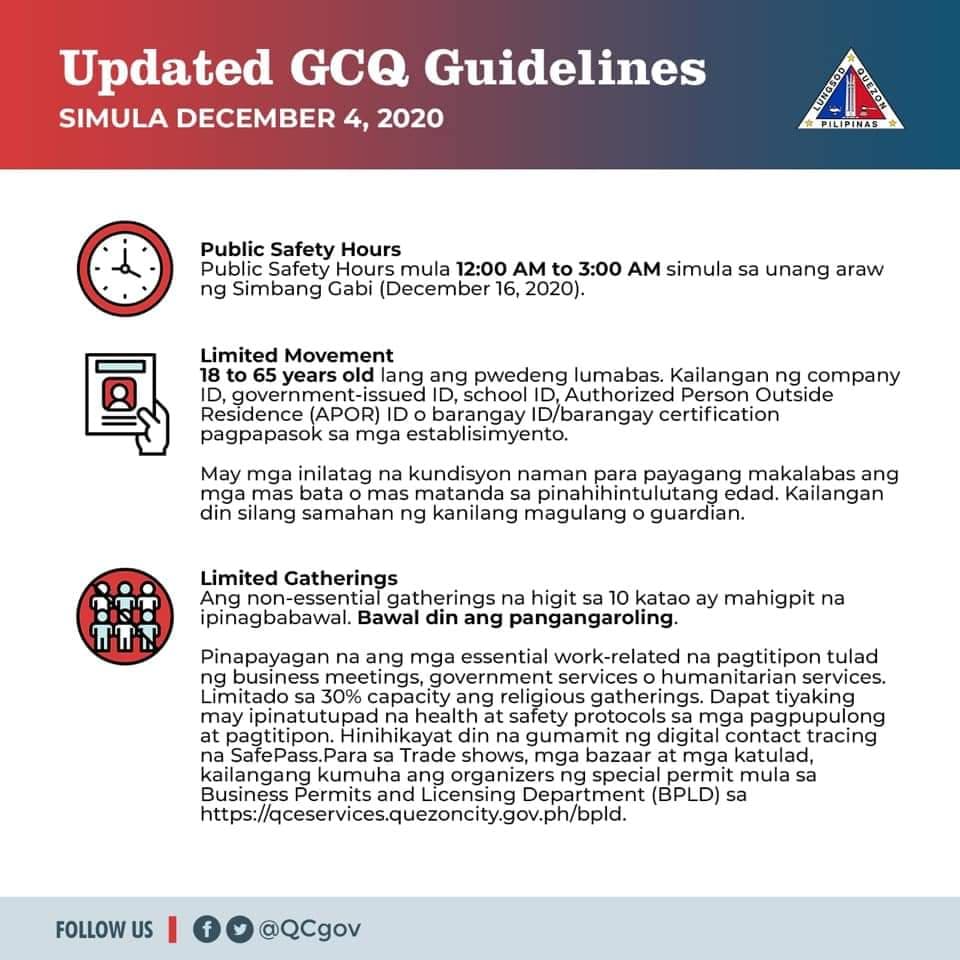 Updated GCQ Guidelines
SIMULA DECEMBER 4, 2020
LUNGSOD QUEZON
PILIPINAS
Public Safety Hours
Public Safety Hours mula 12:00 AM to 3:00 AM simula sa unang araw
ng Simbang Gabi (December 16, 2020).
Limited Movement
18 to 65 years old lang ang pwedeng lumabas. Kailangan ng company
ID, government-issued ID, school ID, Authorized Person Outside
Residence (APOR) ID o barangay ID/barangay certification
pagpapasok sa mga establisimyento.
May mga inilatag na kundisyon naman para payagang makalabas ang
mga mas bata o mas matanda sa pinahihintulutang edad. Kailangan
din silang samahan ng kanilang magulang o guardian.
Limited Gatherings
Ang non-essential gatherings na higit sa 10 katao ay mahigpit na
ipinagbabawal. Bawal din ang pangangaroling.
Pinapayagan na ang mga essential work-related na pagtitipon tulad
ng business meetings, government services o humanitarian services.
Limitado sa 30% capacity ang religious gatherings. Dapat tiyaking
may ipinatutupad na health at safety protocols sa mga pagpupulong
at pagtitipon. Hinihikayat din na gumamit ng digital contact tracing
na SafePass.Para sa Trade shows, mga bazaar at mga katulad,
kailangang kumuha ang organizers ng special permit mula sa
Business Permits and Licensing Department (BPLD) sa
https://qceservices.quezoncity.gov.ph/bpld.
FOLLOW US @QCgov